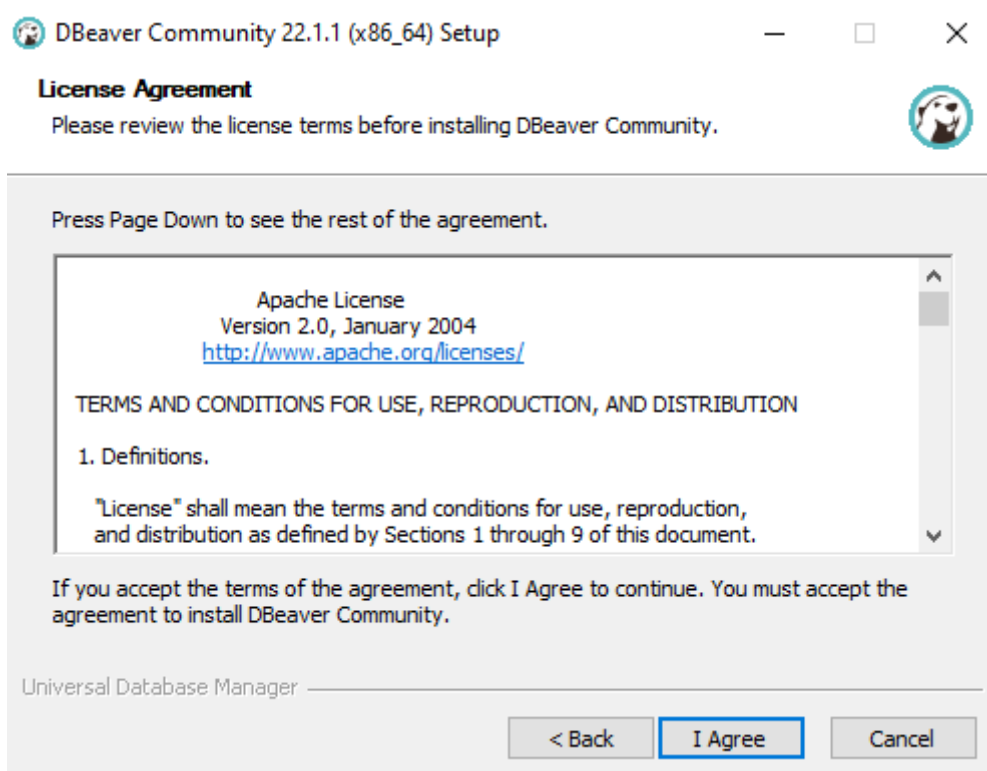 DBeaver Community 22.1.1 (x86_64) Setup
License Agreement
Please review the license terms before installing DBeaver Community.
Press Page Down to see the rest of the agreement.
Apache License
Version 2.0, January 2004
http://www.apache.org/licenses/
TERMS AND CONDITIONS FOR USE, REPRODUCTION, AND DISTRIBUTION
1. Definitions.
"License" shall mean the terms and conditions for use, reproduction,
and distribution as defined by Sections 1 through 9 of this document.
If you accept the terms of the agreement, click I Agree to continue. You must accept the
agreement to install DBeaver Community.
Universal Database Manager
< Back I Agree Cancel